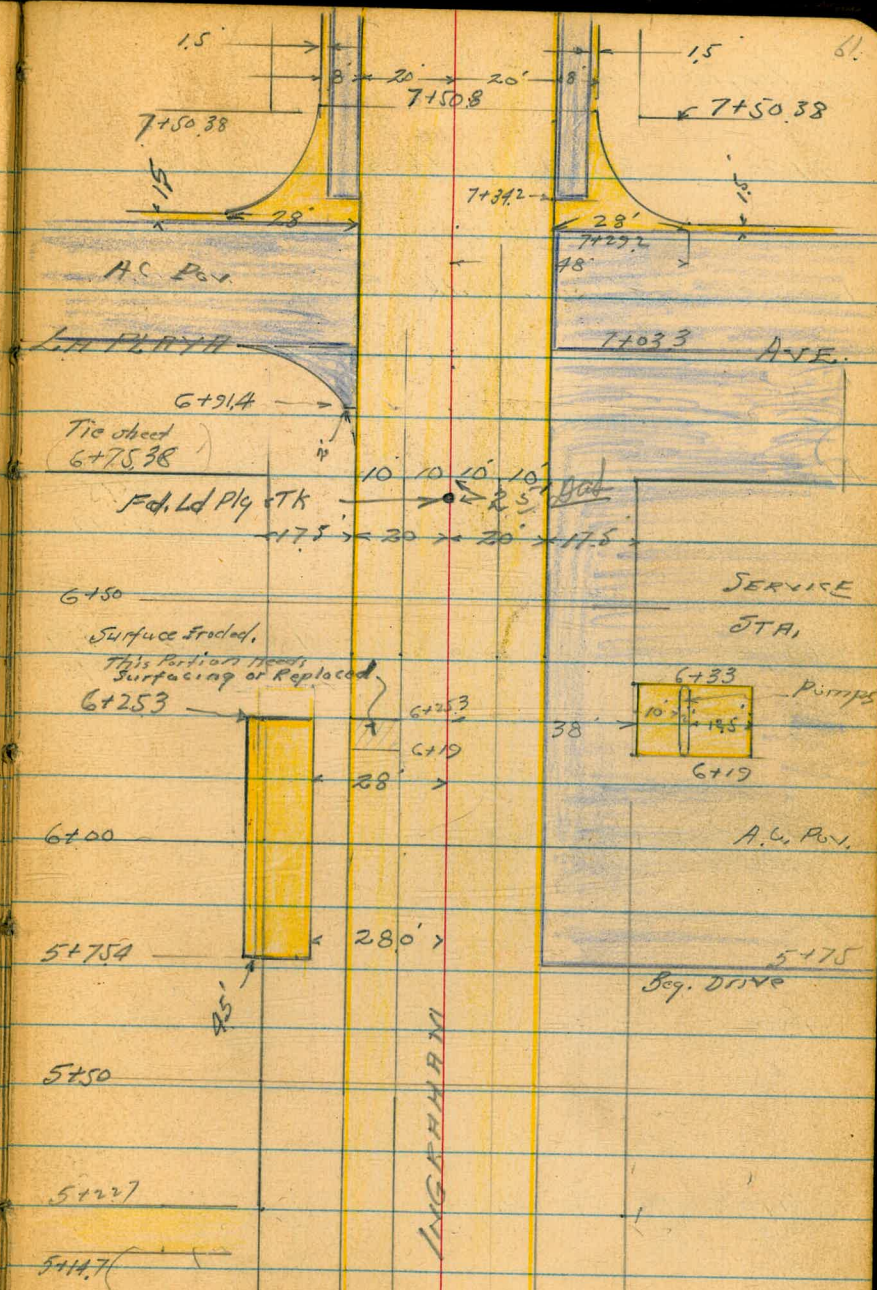 61.
1.5' 1.5
8' 20' 20' 8'
7+50.8
7+50.38 7+50.38
7+34.2
28' 28'
7+29.2
48'
A.C. Pav.
LA PLAYA AVE.
7+03.3
6+91.4
Tie sheet
6+75.38
10' 10' 10' 10'
Fd. Ld Plg + Tk 2.5'
17.5' 20' 20' 17.5'
6+50
SERVICE
STA.
Surface Eroded.
This Portion needs
Surfacing or Replaced
6+25.3 6+25.3
6+33
Pumps
10' 19.5'
38'
6+19
6+19
28'
6+00
A.C. Pav.
5+75.4
28.0'
5+75
Beg. Drive
9.5'
5+50
INGRAHAM
5+22.7
5+14.7